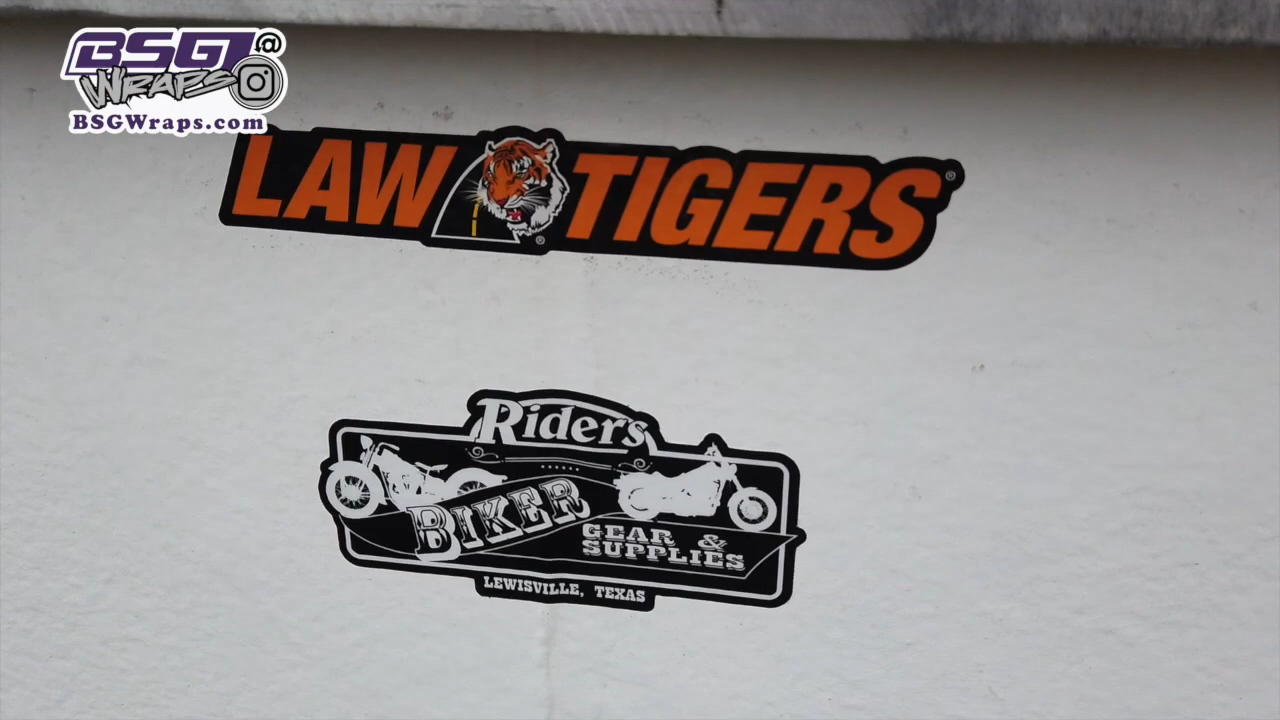 BSG @
WRAPS
BSGWraps.com
LAW TIGERS®
®
Riders
BIKER
GEAR &
SUPPLIES
LEWISVILLE, TEXAS